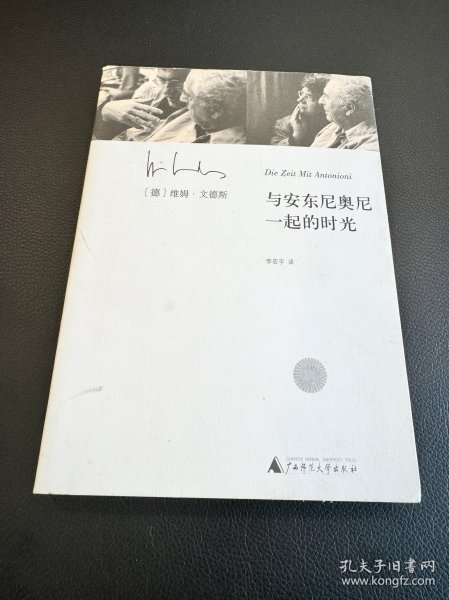 Die Zeit Mit Antonioni
[德]维姆·文德斯
与安东尼奥尼
一起的时光
李宏宇 译
GUANGXI NORMAL UNIVERSITY PRESS
广西师范大学出版社
孔夫子旧书网
www.kongfz.com